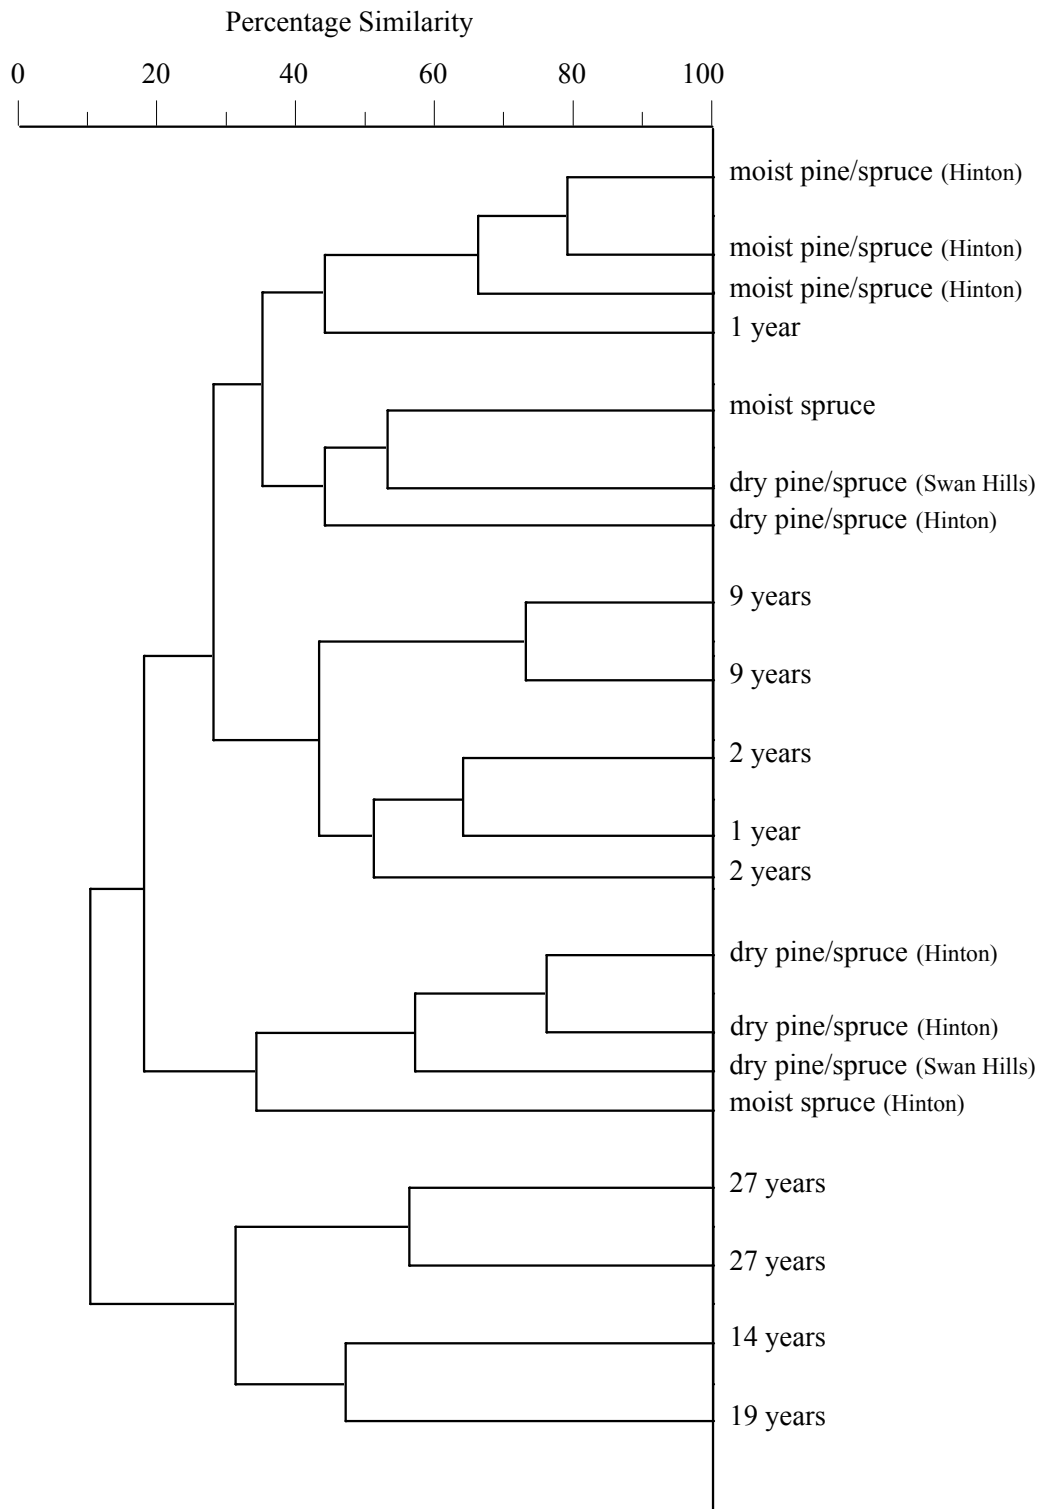 Percentage Similarity
0 20 40 60 80 100
moist pine/spruce (Hinton)
moist pine/spruce (Hinton)
moist pine/spruce (Hinton)
1 year
moist spruce
dry pine/spruce (Swan Hills)
dry pine/spruce (Hinton)
9 years
9 years
2 years
1 year
2 years
dry pine/spruce (Hinton)
dry pine/spruce (Hinton)
dry pine/spruce (Swan Hills)
moist spruce (Hinton)
27 years
27 years
14 years
19 years